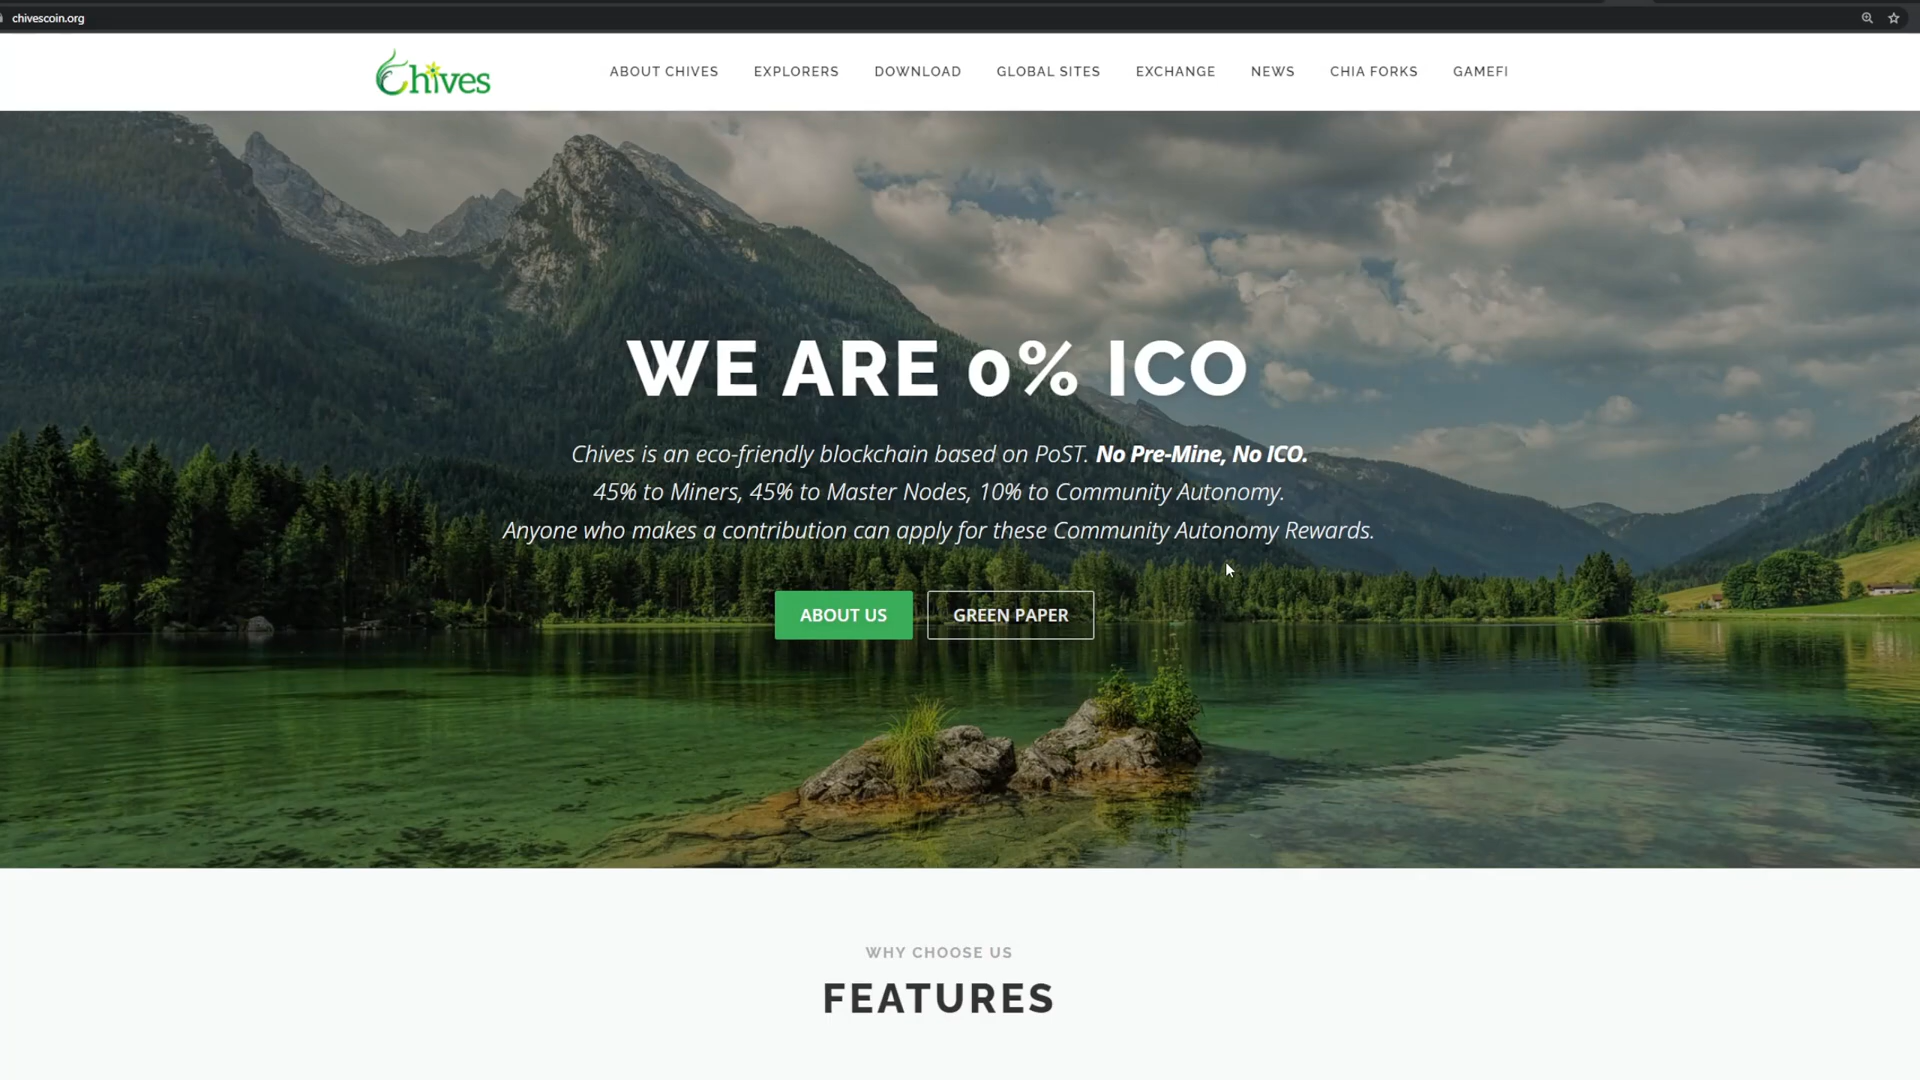 chivescoin.org
Chives
ABOUT CHIVES EXPLORERS DOWNLOAD GLOBAL SITES EXCHANGE NEWS CHIA FORKS GAMEFI
WE ARE 0% ICO
Chives is an eco-friendly blockchain based on PoST. No Pre-Mine, No ICO.
45% to Miners, 45% to Master Nodes, 10% to Community Autonomy.
Anyone who makes a contribution can apply for these Community Autonomy Rewards.
ABOUT US GREEN PAPER
WHY CHOOSE US
FEATURES